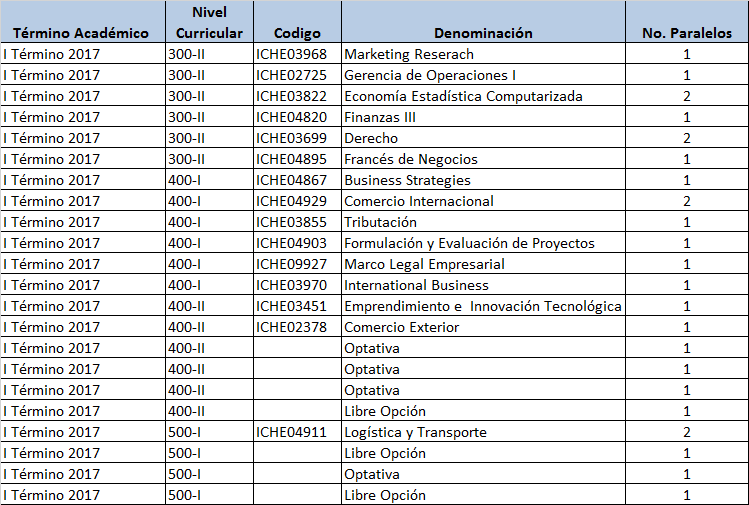 Término Académico Nivel Curricular Codigo Denominación No. Paralelos
I Término 2017 300-II ICHE03968 Marketing Reserach 1
I Término 2017 300-II ICHE02725 Gerencia de Operaciones I 1
I Término 2017 300-II ICHE03822 Economía Estadística Computarizada 2
I Término 2017 300-II ICHE04820 Finanzas III 1
I Término 2017 300-II ICHE03699 Derecho 2
I Término 2017 300-II ICHE04895 Francés de Negocios 1
I Término 2017 400-I ICHE04867 Business Strategies 1
I Término 2017 400-I ICHE04929 Comercio Internacional 2
I Término 2017 400-I ICHE03855 Tributación 1
I Término 2017 400-I ICHE04903 Formulación y Evaluación de Proyectos 1
I Término 2017 400-I ICHE09927 Marco Legal Empresarial 1
I Término 2017 400-I ICHE03970 International Business 1
I Término 2017 400-II ICHE03451 Emprendimiento e  Innovación Tecnológica 1
I Término 2017 400-II ICHE02378 Comercio Exterior 1
I Término 2017 400-II Optativa 1
I Término 2017 400-II Optativa 1
I Término 2017 400-II Optativa 1
I Término 2017 400-II Libre Opción 1
I Término 2017 500-I ICHE04911 Logística y Transporte 2
I Término 2017 500-I Libre Opción 1
I Término 2017 500-I Optativa 1
I Término 2017 500-I Libre Opción 1